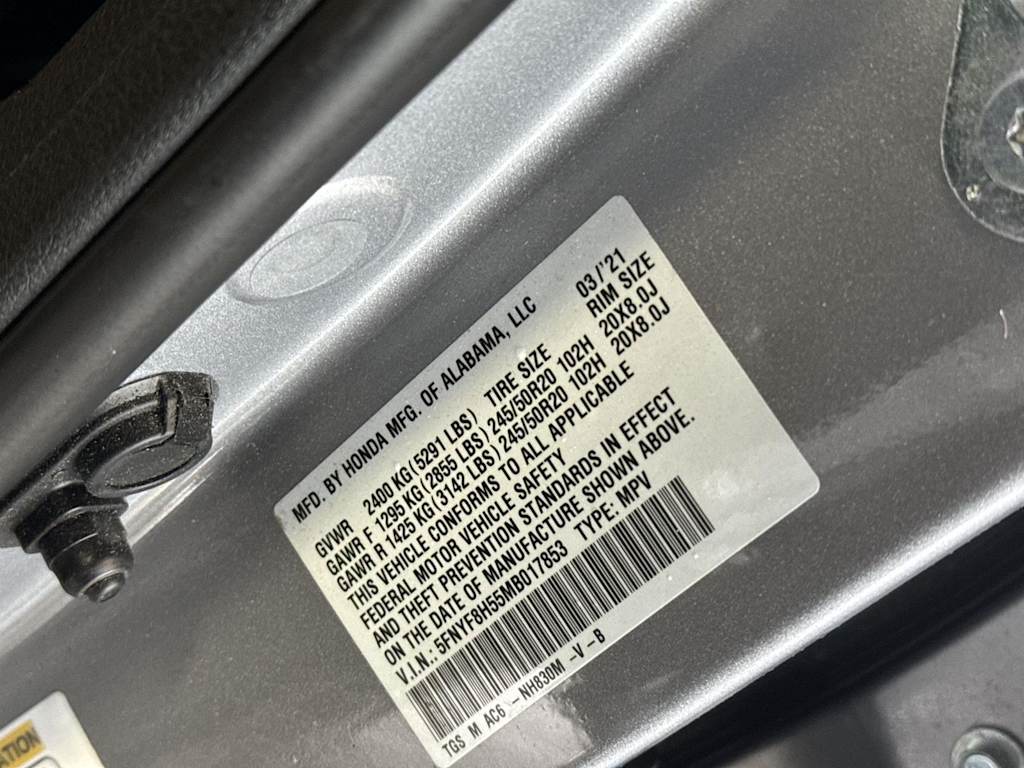 MFD. BY HONDA MFG. OF ALABAMA, LLC 03/'21
GVWR 2400 KG(5291 LBS) TIRE SIZE RIM SIZE
GAWR F 1295 KG(2855 LBS) 245/50R20 102H 20X8.0J
GAWR R 1425 KG(3142 LBS) 245/50R20 102H 20X8.0J
THIS VEHICLE CONFORMS TO ALL APPLICABLE
FEDERAL MOTOR VEHICLE SAFETY
AND THEFT PREVENTION STANDARDS IN EFFECT
ON THE DATE OF MANUFACTURE SHOWN ABOVE.
V.I.N.: 5FNYF8H55MB017853 TYPE: MPV
TGS M AC6 -NH830M -V -B
ATION